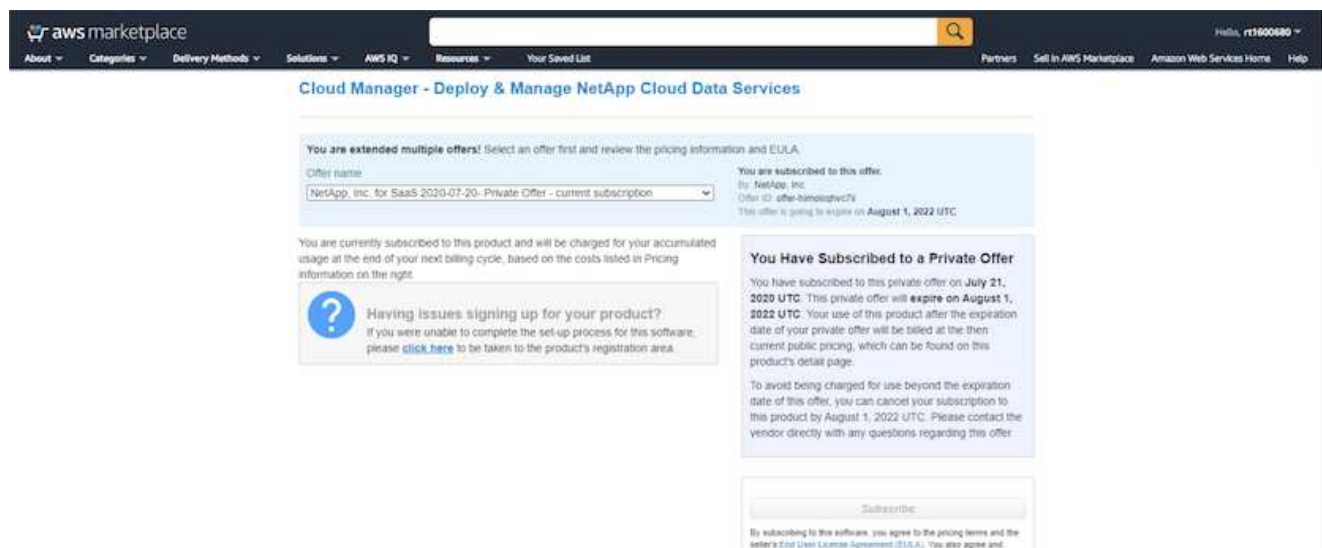 aws marketplace
Hello, rt1600680
About
Categories
Delivery Methods
Solutions
AWS IQ
Resources
Your Saved List
Partners
Sell in AWS Marketplace
Amazon Web Services Home
Help
Cloud Manager - Deploy & Manage NetApp Cloud Data Services
You are extended multiple offers! Select an offer first and review the pricing information and EULA.
Offer name
NetApp, Inc. for SaaS 2020-07-20- Private Offer - current subscription
You are subscribed to this offer.
By: NetApp, Inc.
Offer ID:
This offer is going to expire on August 1, 2022 UTC
You are currently subscribed to this product and will be charged for your accumulated
usage at the end of your next billing cycle, based on the costs listed in Pricing
information on the right.
Having issues signing up for your product?
If you were unable to complete the set-up process for this software,
please click here to be taken to the product's registration area.
You Have Subscribed to a Private Offer
You have subscribed to this private offer on July 21,
2020 UTC. This private offer will expire on August 1,
2022 UTC. Your use of this product after the expiration
date of your private offer will be billed at the then
current public pricing, which can be found on this
product's detail page.
To avoid being charged for use beyond the expiration
date of this offer, you can cancel your subscription to
this product by August 1, 2022 UTC. Please contact the
vendor directly with any questions regarding this offer.
Subscribe
By subscribing to this software, you agree to the pricing terms and the
seller's End User License Agreement (EULA). You also agree and